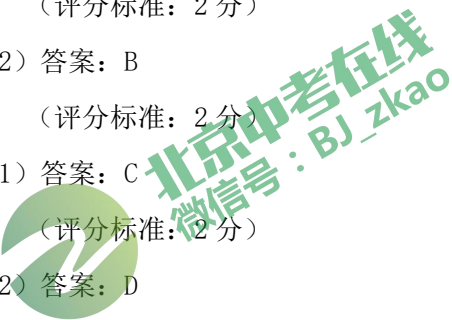 （评分标准：2 分）
2）答案：B
（评分标准：2 分）
1）答案：C
（评分标准：2 分）
2）答案：D
北京中考在线
微信号：BJ_zkao